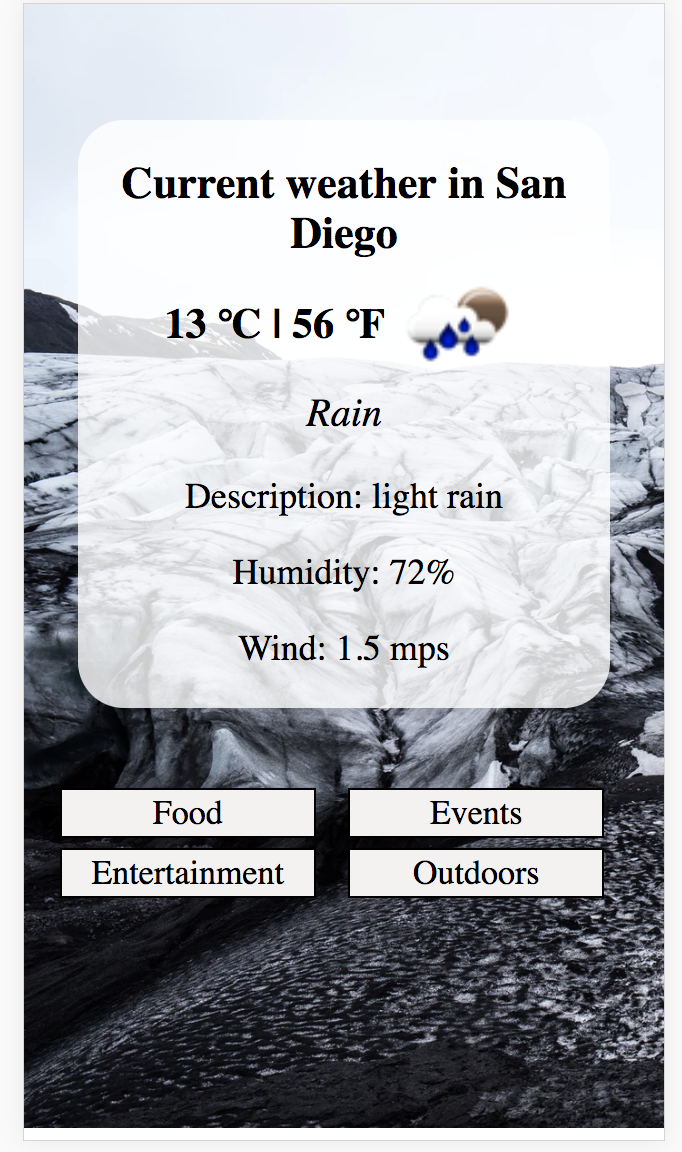 Current weather in San
Diego
13 °C | 56 °F
Rain
Description: light rain
Humidity: 72%
Wind: 1.5 mps
Food
Events
Entertainment
Outdoors